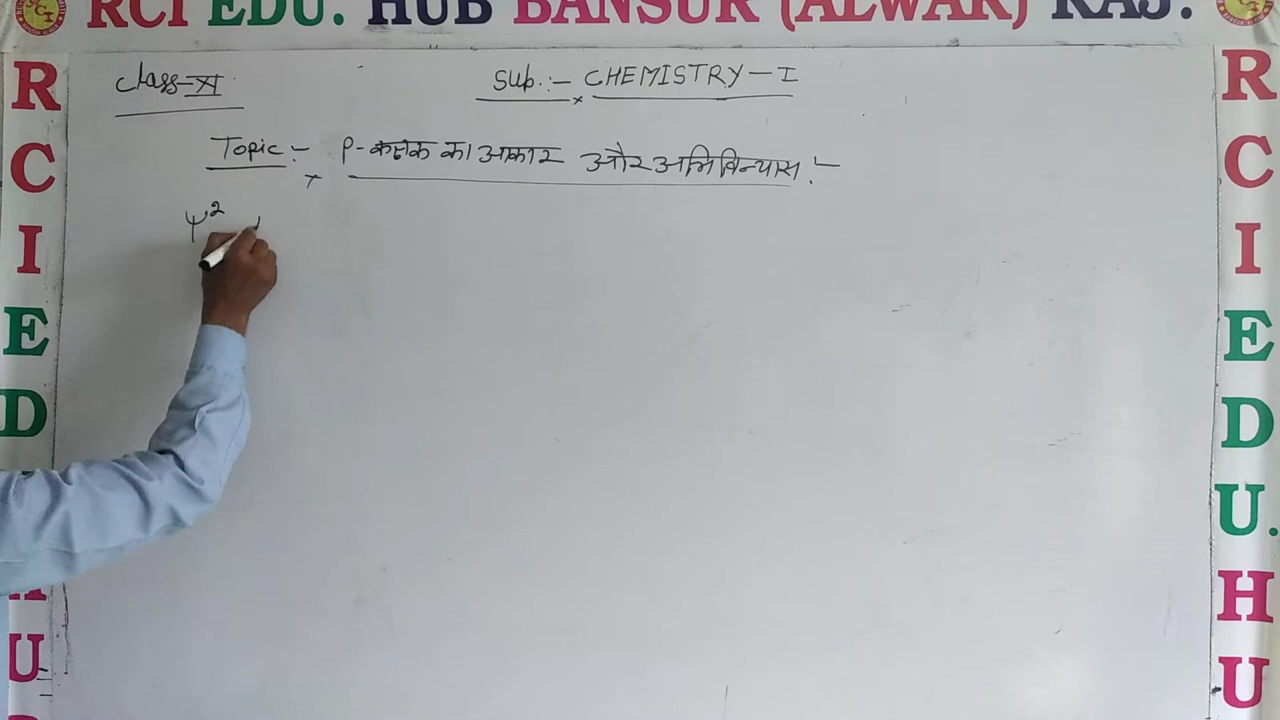 RCI EDU. HUB BANSUR (ALWAR) RAJ.
Class-XI
Sub.:- CHEMISTRY-I
Topic:- P-कक्षक का आकार और अभिविन्यास :-
ψ²
R
C
I
E
D
U
R
C
I
E
D
U.
H
U